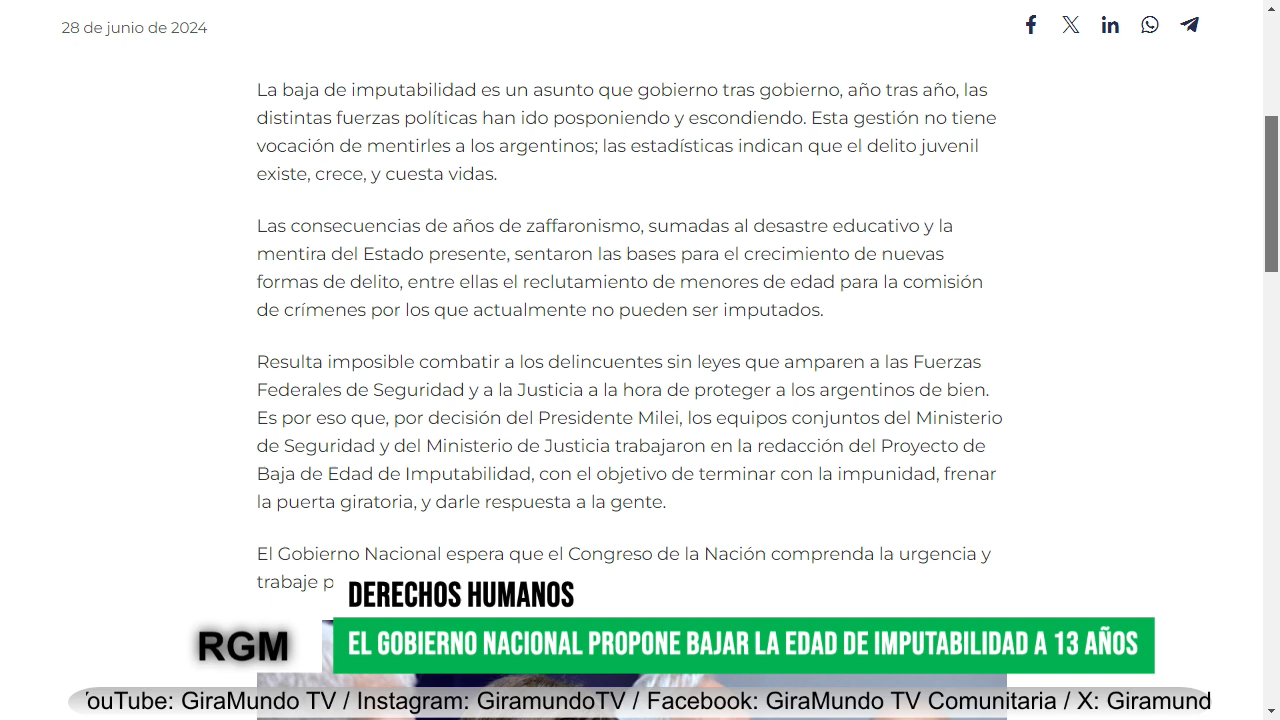 28 de junio de 2024
La baja de imputabilidad es un asunto que gobierno tras gobierno, año tras año, las
distintas fuerzas políticas han ido posponiendo y escondiendo. Esta gestión no tiene
vocación de mentirles a los argentinos; las estadísticas indican que el delito juvenil
existe, crece, y cuesta vidas.
Las consecuencias de años de zaffaronismo, sumadas al desastre educativo y la
mentira del Estado presente, sentaron las bases para el crecimiento de nuevas
formas de delito, entre ellas el reclutamiento de menores de edad para la comisión
de crímenes por los que actualmente no pueden ser imputados.
Resulta imposible combatir a los delincuentes sin leyes que amparen a las Fuerzas
Federales de Seguridad y a la Justicia a la hora de proteger a los argentinos de bien.
Es por eso que, por decisión del Presidente Milei, los equipos conjuntos del Ministerio
de Seguridad y del Ministerio de Justicia trabajaron en la redacción del Proyecto de
Baja de Edad de Imputabilidad, con el objetivo de terminar con la impunidad, frenar
la puerta giratoria, y darle respuesta a la gente.
El Gobierno Nacional espera que el Congreso de la Nación comprenda la urgencia y
trabaje p
DERECHOS HUMANOS
RGM
EL GOBIERNO NACIONAL PROPONE BAJAR LA EDAD DE IMPUTABILIDAD A 13 AÑOS
YouTube: GiraMundo TV / Instagram: GiramundoTV / Facebook: GiraMundo TV Comunitaria / X: Giramund